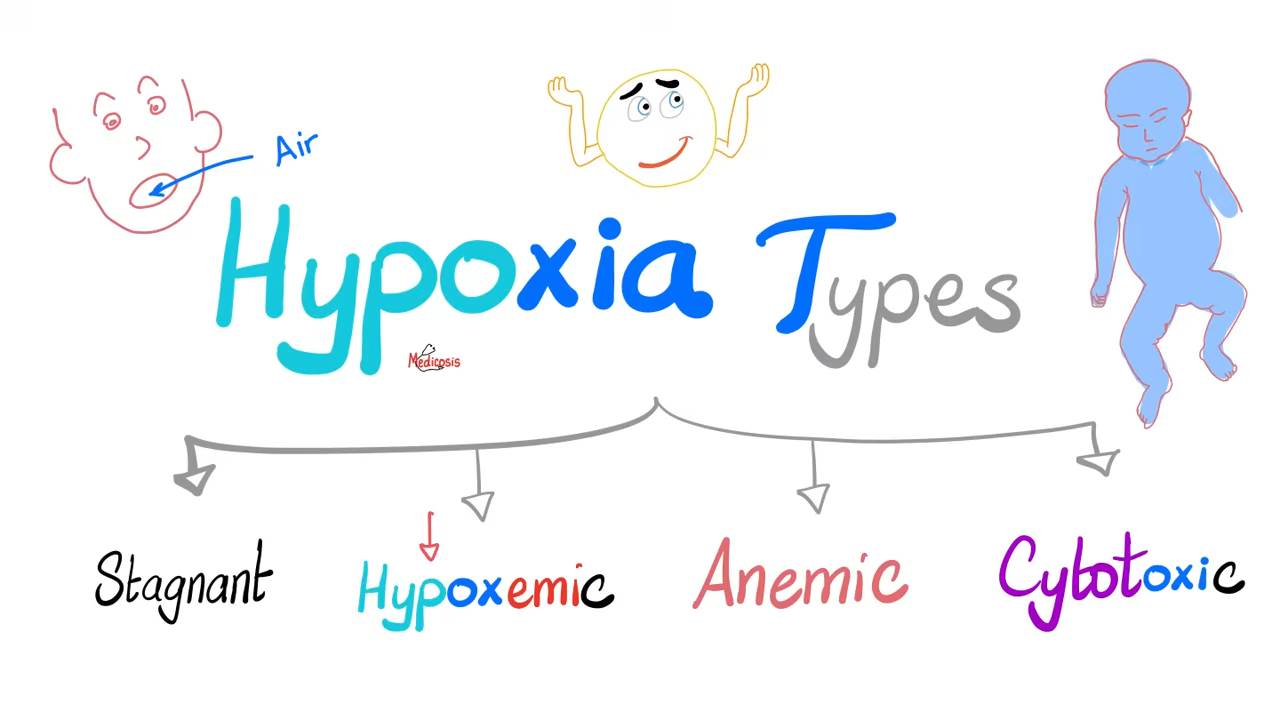 Air
Hypoxia Types
Medicosis
Stagnant
Hypoxemic
Anemic
Cytotoxic